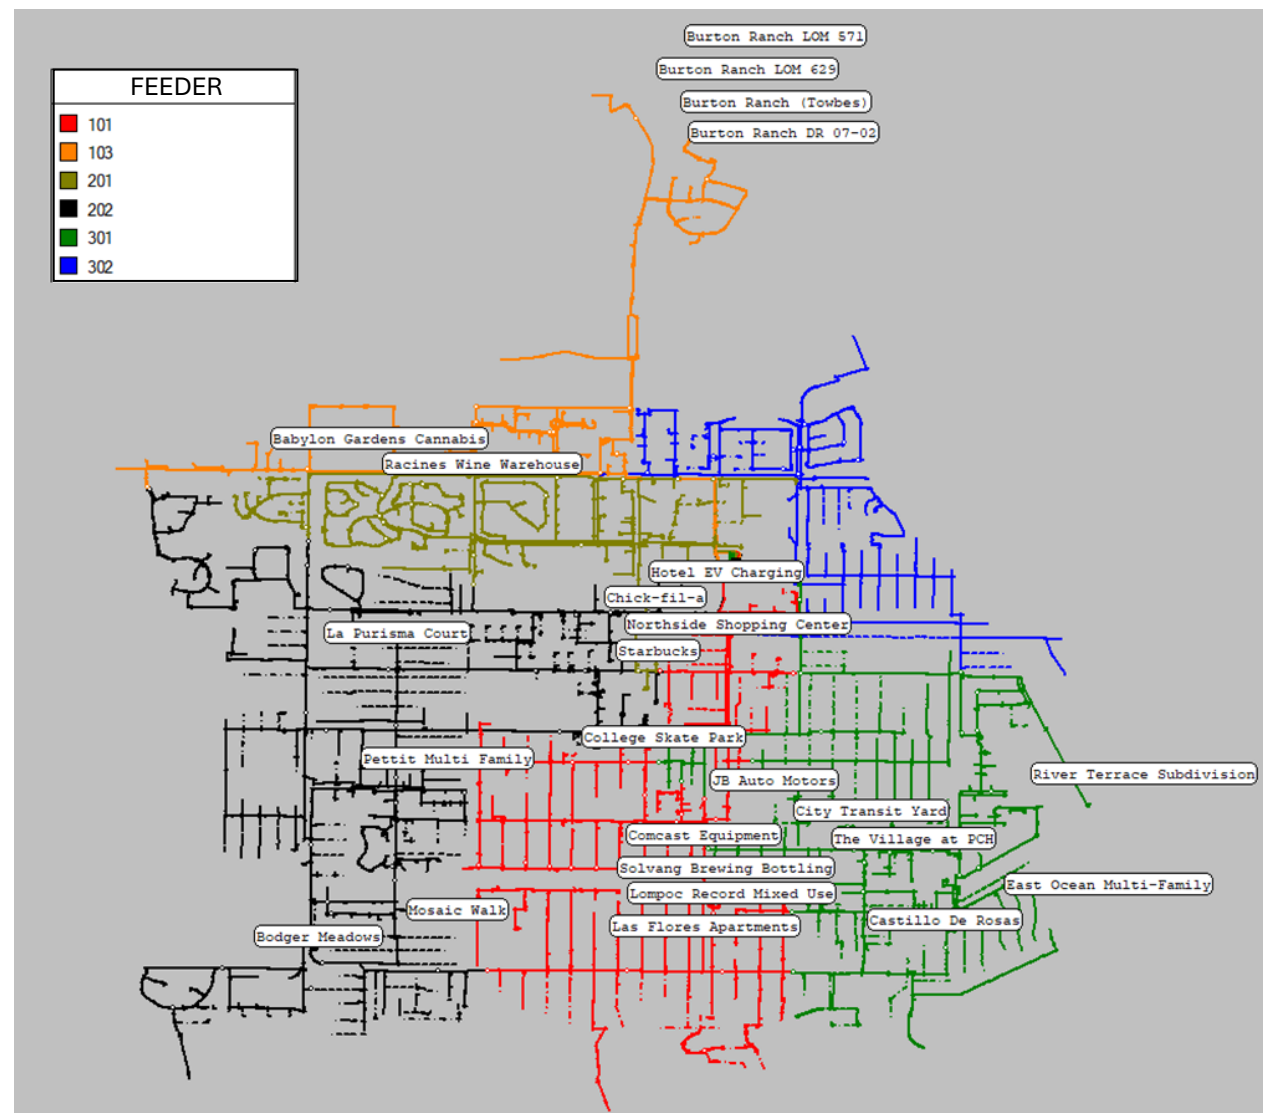 Burton Ranch LOM 571
Burton Ranch LOM 629
FEEDER
Burton Ranch (Towbes)
101
Burton Ranch DR 07-02
103
201
202
301
302
Babylon Gardens Cannabis
Racines Wine Warehouse
Hotel EV Charging
Chick-fil-a
Northside Shopping Center
La Purisma Court
Starbucks
College Skate Park
Pettit Multi Family
River Terrace Subdivision
JB Auto Motors
City Transit Yard
Comcast Equipment
The Village at PCH
Solvang Brewing Bottling
East Ocean Multi-Family
Lompoc Record Mixed Use
Mosaic Walk
Castillo De Rosas
Las Flores Apartments
Bodger Meadows